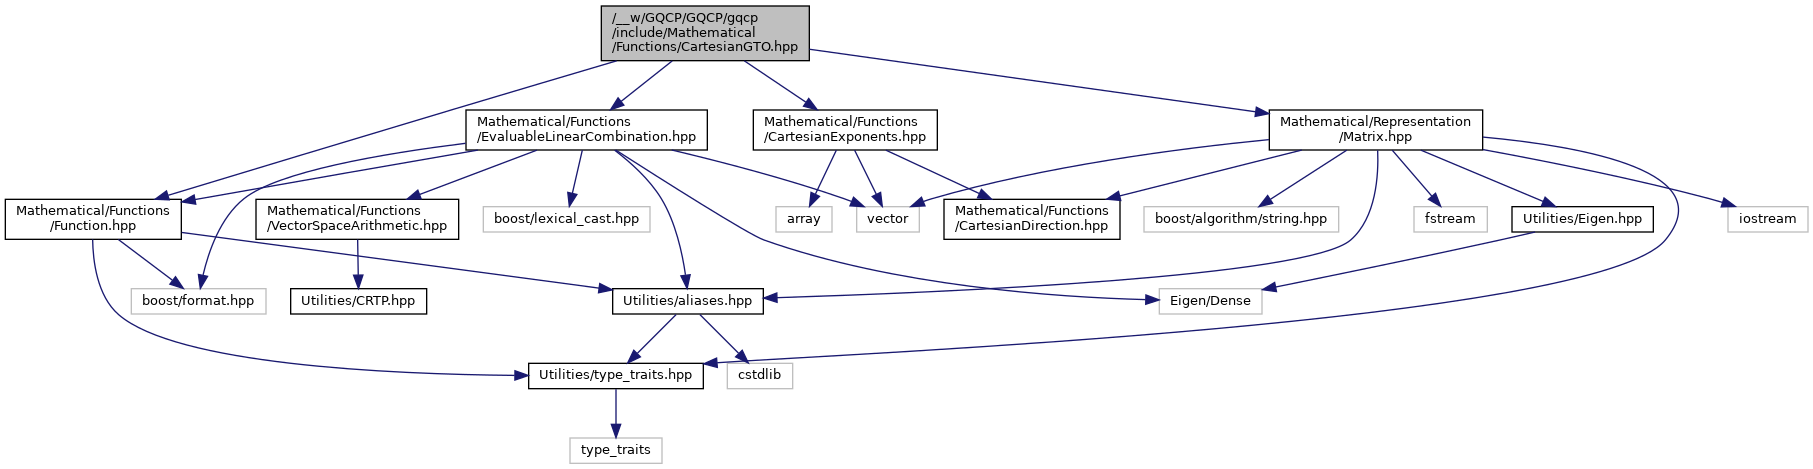 /__w/GQCP/GQCP/gqcp
/include/Mathematical
/Functions/CartesianGTO.hpp
Mathematical/Functions
/EvaluableLinearCombination.hpp
Mathematical/Functions
/CartesianExponents.hpp
Mathematical/Representation
/Matrix.hpp
Mathematical/Functions
/Function.hpp
Mathematical/Functions
/VectorSpaceArithmetic.hpp
boost/lexical_cast.hpp
array
vector
Mathematical/Functions
/CartesianDirection.hpp
boost/algorithm/string.hpp
fstream
Utilities/Eigen.hpp
iostream
boost/format.hpp
Utilities/CRTP.hpp
Utilities/aliases.hpp
Eigen/Dense
Utilities/type_traits.hpp
cstdlib
type_traits